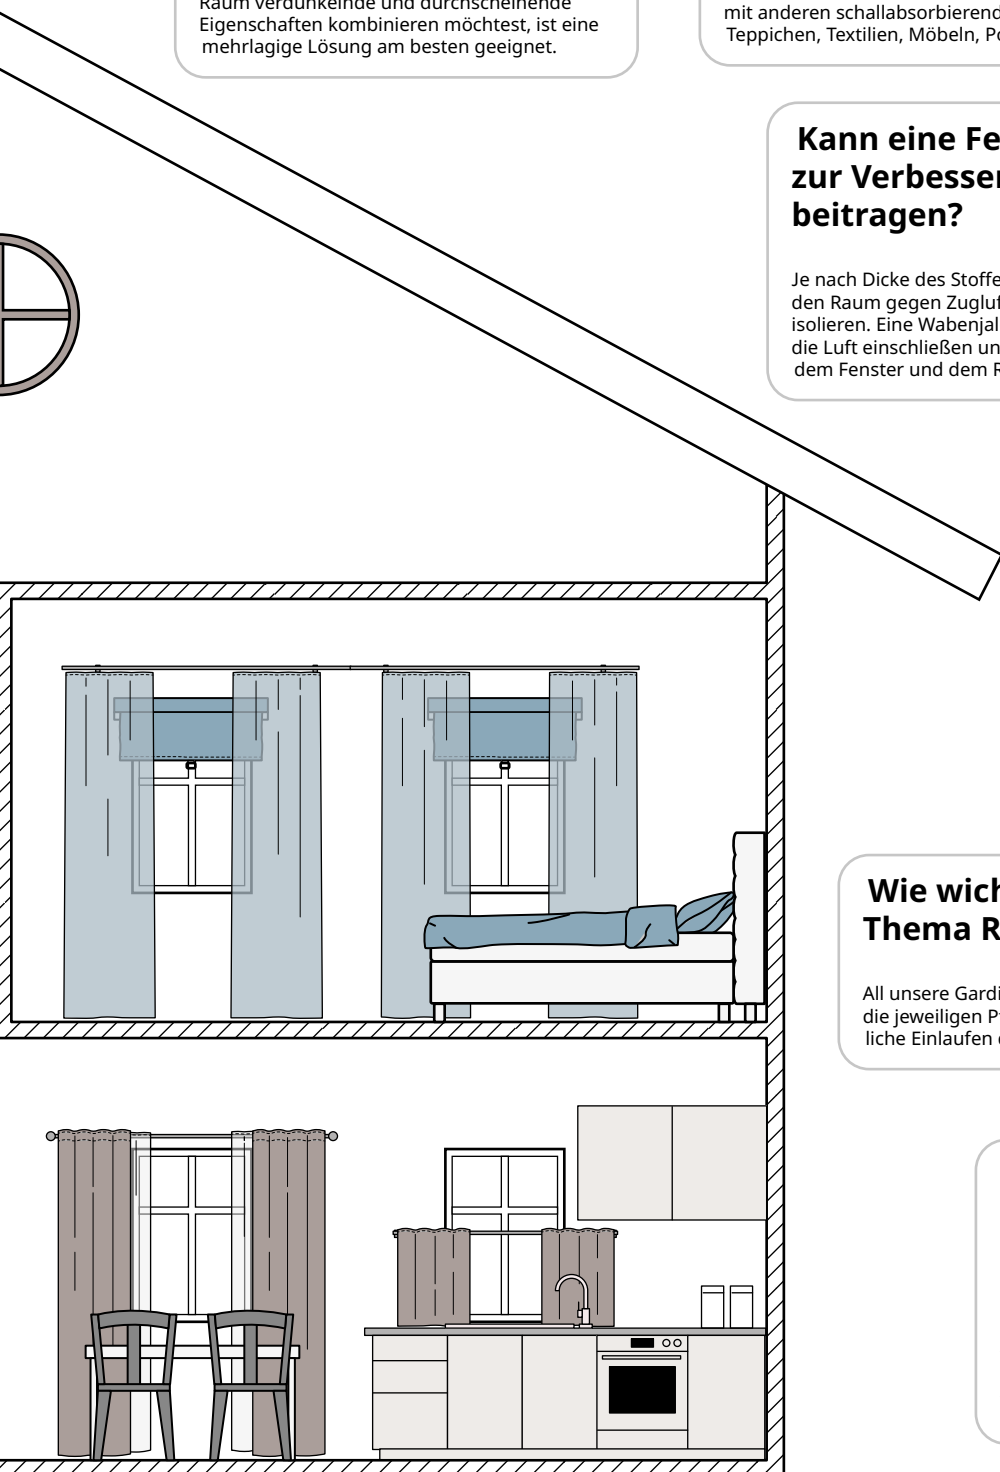 Raum verdunkelnde und durchscheinende
Eigenschaften kombinieren möchtest, ist eine
mehrlagige Lösung am besten geeignet.
mit anderen schallabsorbierend
Teppichen, Textilien, Möbeln,
Kann eine Fe
zur Verbesser
beitragen?
Je nach Dicke des Stoffe
den Raum gegen Zugluf
isolieren. Eine Wabenjal
die Luft einschließen un
dem Fenster und dem R
Wie wich
Thema R
All unsere Gardi
die jeweiligen
liche Einlaufen